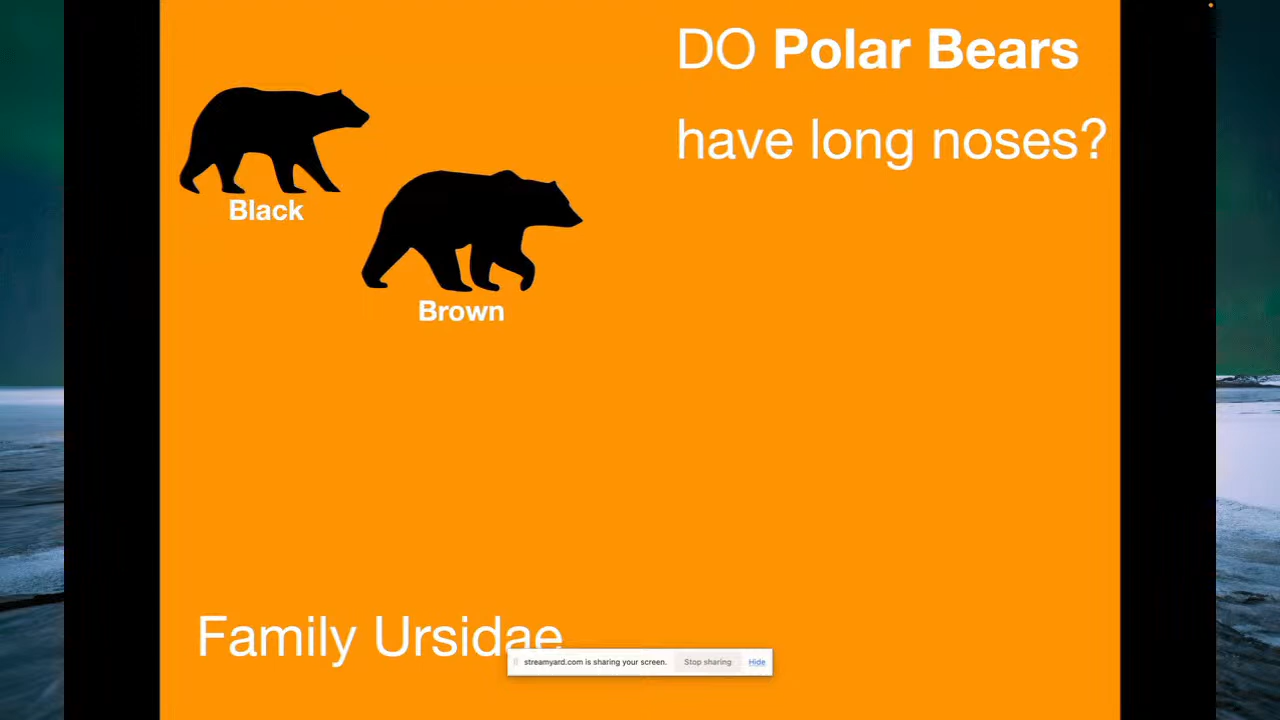 DO Polar Bears
have long noses?
Black
Brown
Family Ursidae
streamyard.com is sharing your screen. Stop sharing Hide